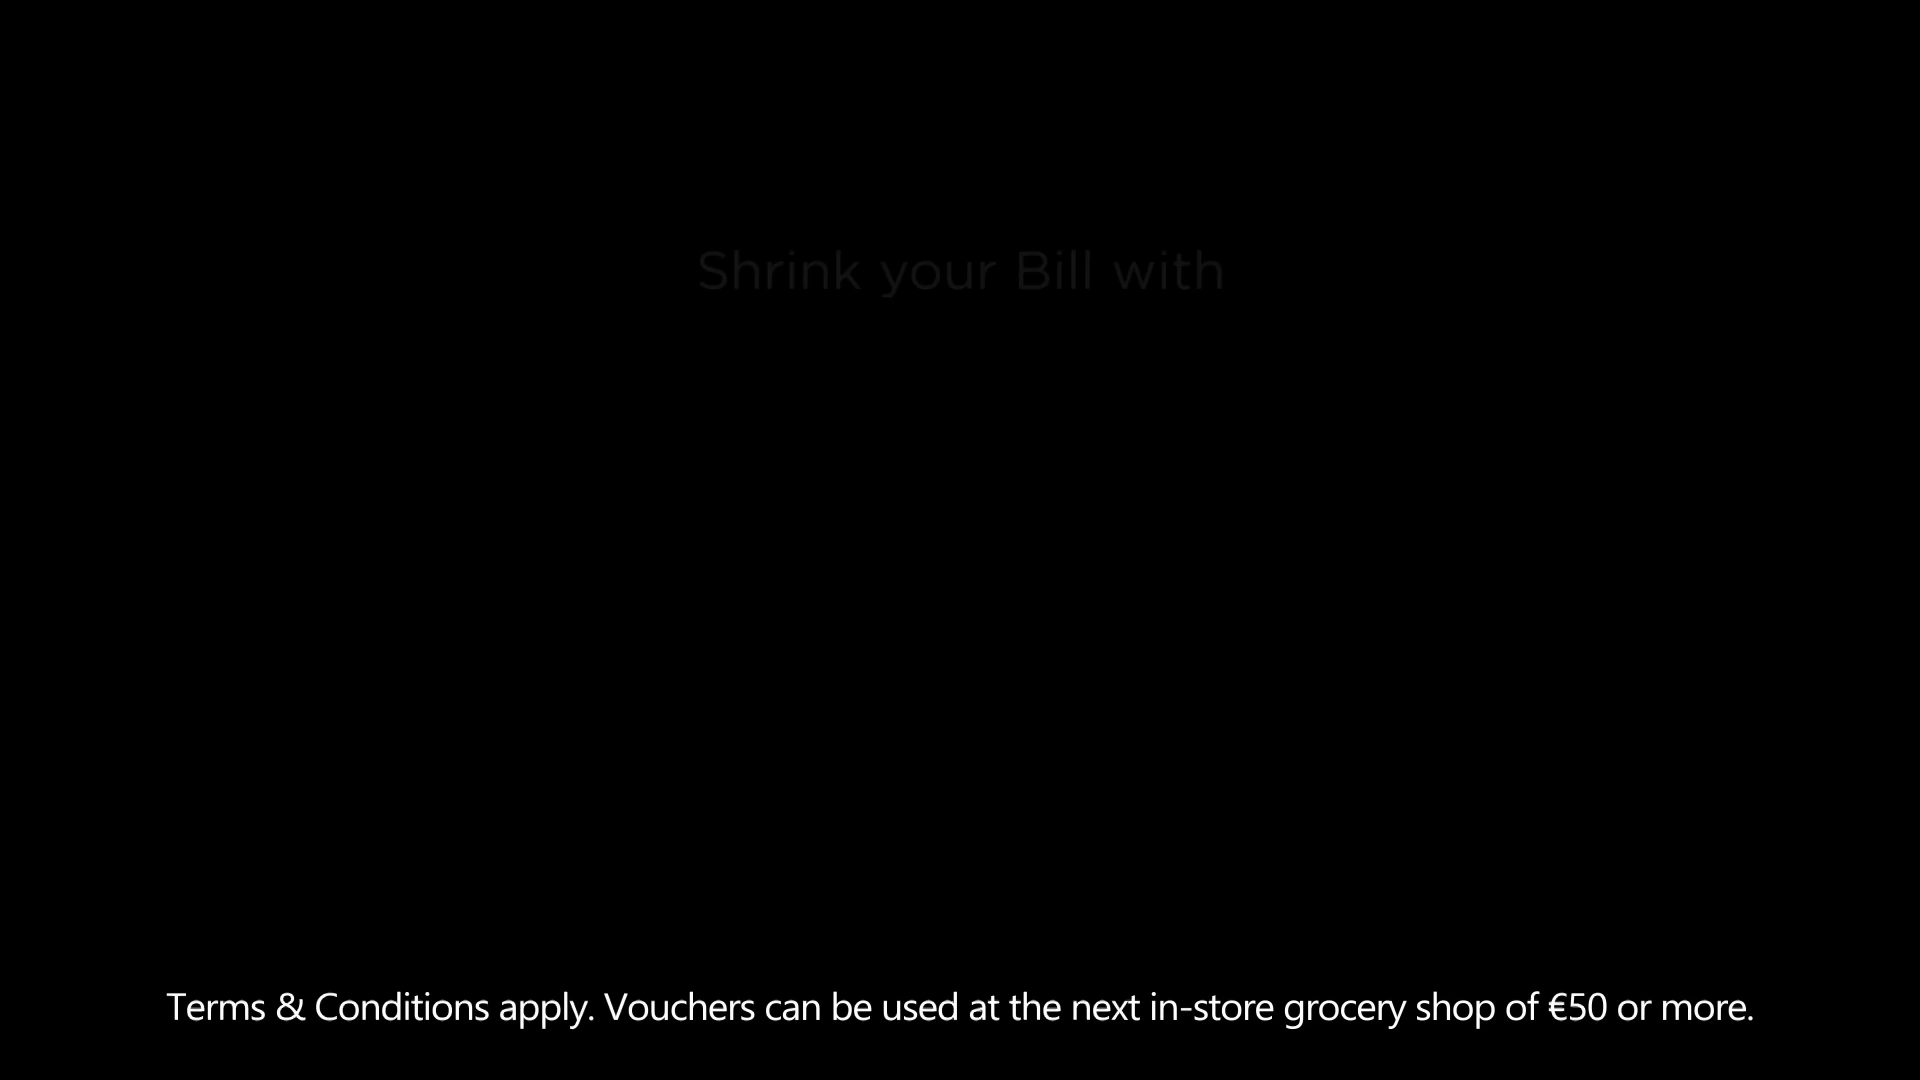 Shrink your Bill with
Terms & Conditions apply. Vouchers can be used at the next in-store grocery shop of €50 or more.